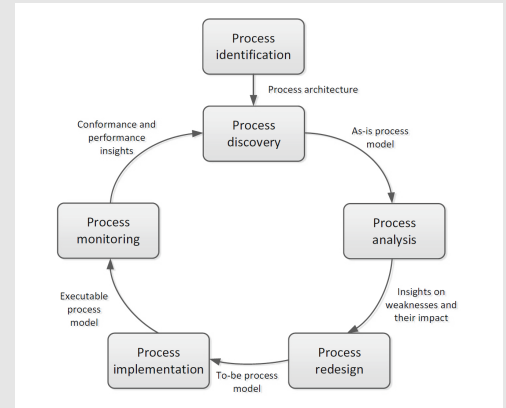 Process
identification
Process architecture
Process
discovery
Conformance and
performance
insights
As-is process
model
Process
monitoring
Process
analysis
Executable
process
model
Insights on
weaknesses and
their impact
Process
implementation
To-be process
model
Process
redesign